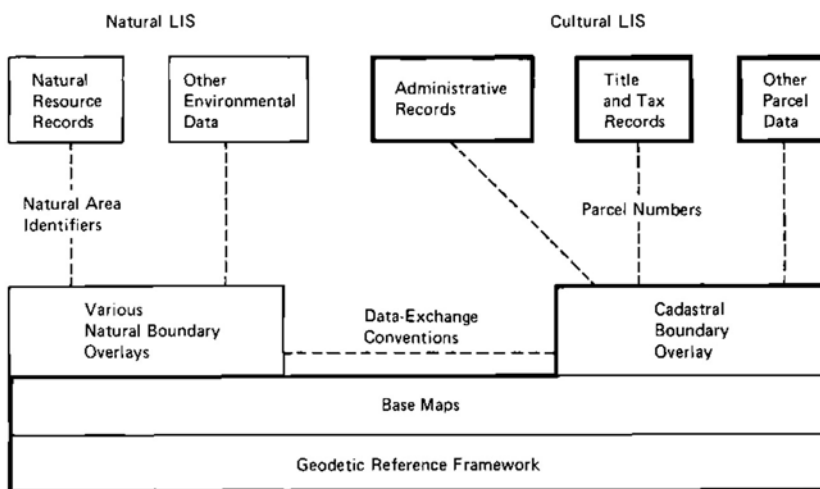 Natural LIS
Cultural LIS
Natural
Resource
Records
Other
Environmental
Data
Administrative
Records
Title
and Tax
Records
Other
Parcel
Data
Natural Area
Identifiers
Parcel Numbers
Various
Natural Boundary
Overlays
Data-Exchange
Conventions
Cadastral
Boundary
Overlay
Base Maps
Geodetic Reference Framework